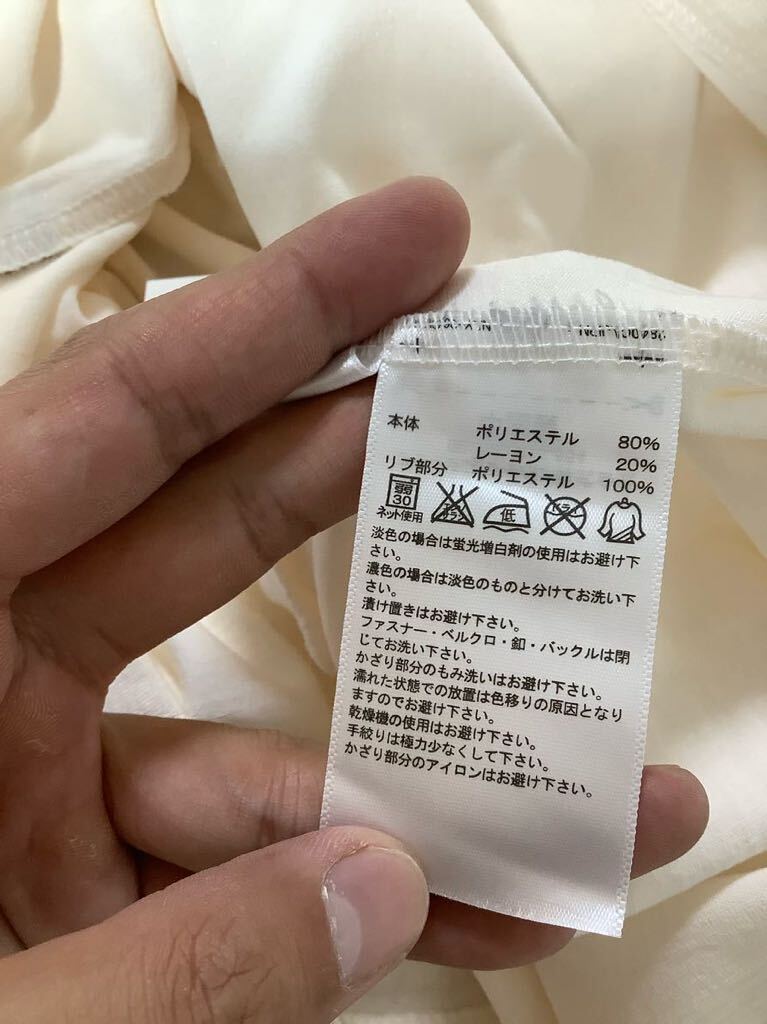 本体 ポリエステル 80%
レーヨン 20%
リブ部分 ポリエステル 100%
弱 30 低 ドライ
ネット使用
淡色の場合は蛍光増白剤の使用はお避け下
さい。
濃色の場合は淡色のものと分けてお洗い下
さい。
漬け置きはお避け下さい。
ファスナー・ベルクロ・釦・バックルは閉
じてお洗い下さい。
かざり部分のもみ洗いはお避け下さい。
濡れた状態での放置は色移りの原因となり
ますのでお避け下さい。
乾燥機の使用はお避け下さい。
手絞りは極力少なくして下さい。
かざり部分のアイロンはお避け下さい。